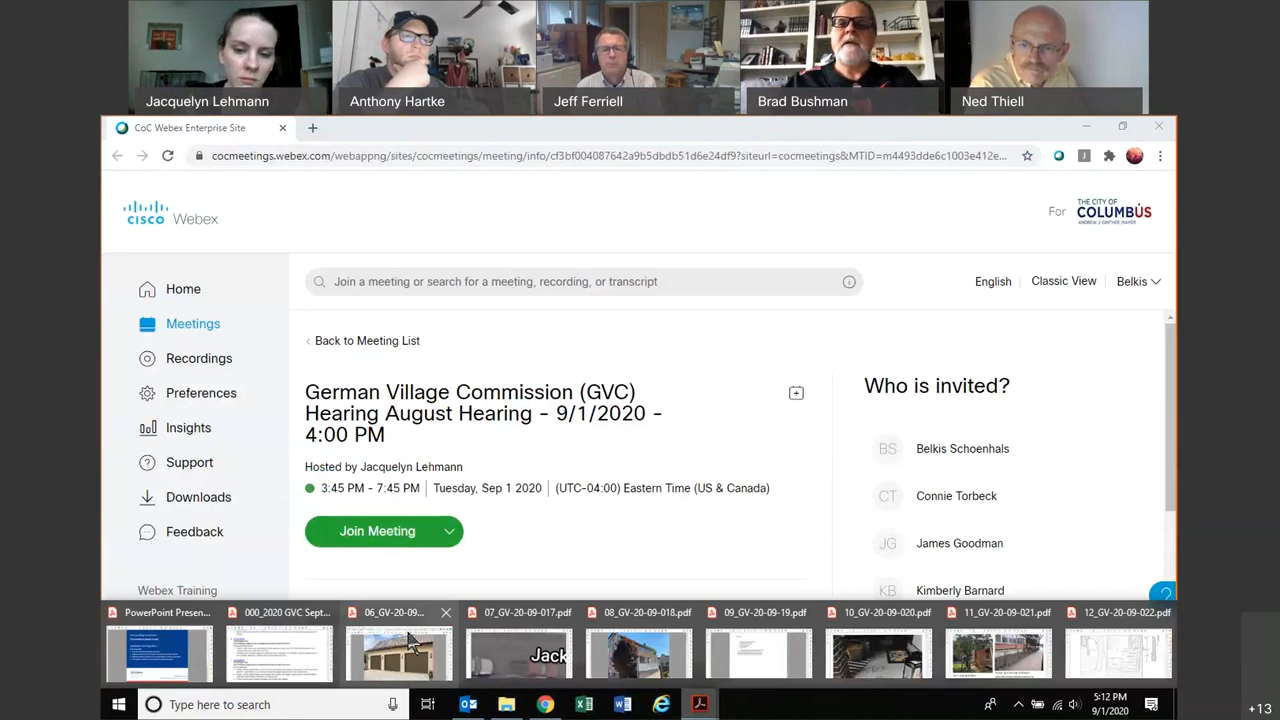 Jacquelyn Lehmann
Anthony Hartke
Jeff Ferriell
Brad Bushman
Ned Thiell
CoC Webex Enterprise Site
cocmeetings.webex.com/webappng/sites/cocmeetings/meeting/info/cf3bf004087642a9b5dbdb51d6e24df9?siteurl=cocmeetings&MTID=m4493dde6c1003e412e...
CISCO Webex
For
THE CITY OF
COLUMBUS
ANDREW J. GINTHER, MAYOR
Home
Join a meeting or search for a meeting, recording, or transcript
English
Classic View
Belkis
Meetings
Recordings
Preferences
Insights
Support
Downloads
Feedback
Webex Training
Back to Meeting List
German Village Commission (GVC)
Hearing August Hearing - 9/1/2020 -
4:00 PM
Hosted by Jacquelyn Lehmann
3:45 PM - 7:45 PM | Tuesday, Sep 1 2020 | (UTC-04:00) Eastern Time (US & Canada)
Join Meeting
Who is invited?
BS Belkis Schoenhals
CT Connie Torbeck
JG James Goodman
KB Kimberly Barnard
PowerPoint Presen...
000_2020 GVC Sept...
06_GV-20-09...
07_GV-20-09-017.pdf
08_GV-20-09-018.pdf
09_GV-20-09-19.pdf
10_GV-20-09-020.pdf
11_GV-20-09-021.pdf
12_GV-20-09-022.pdf
Jack
Type here to search
5:12 PM
9/1/2020
+13